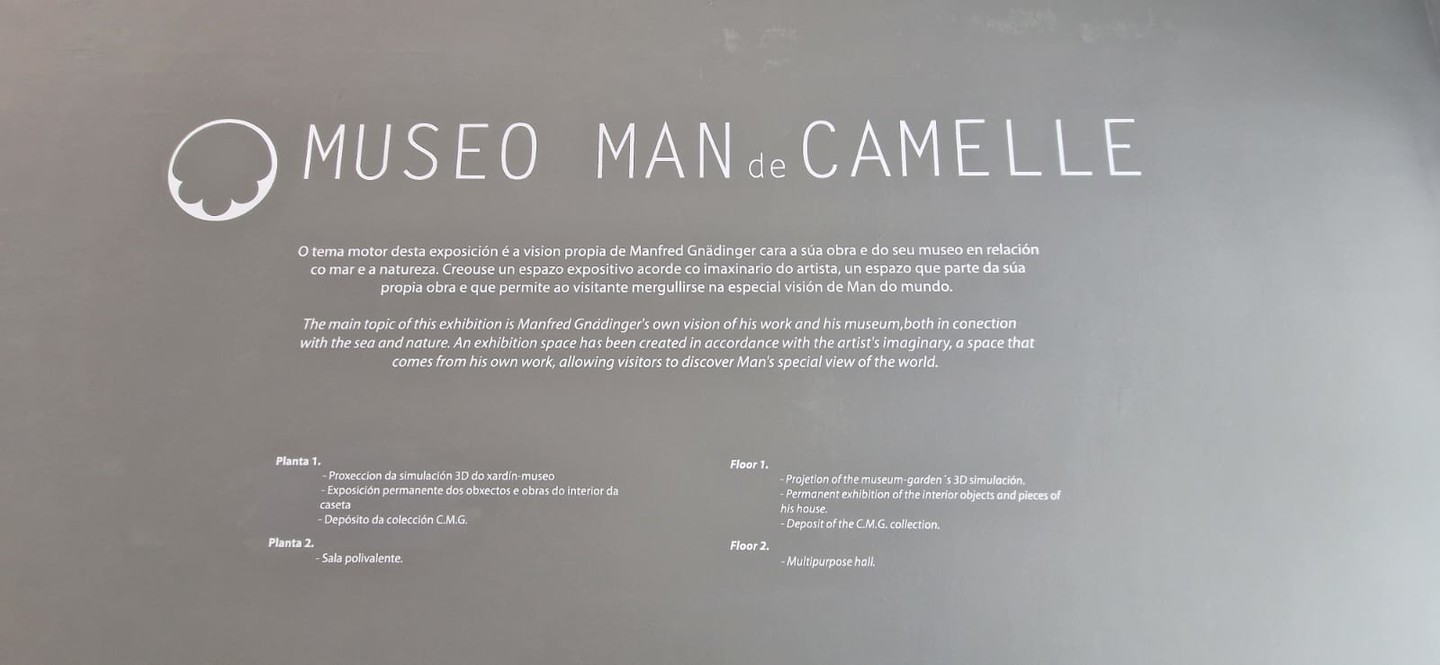 MUSEO MAN de CAMELLE
O tema motor desta exposición é a vision propia de Manfred Gnädinger cara a súa obra e do seu museo en relación
co mar e a natureza. Creouse un espazo expositivo acorde co imaxinario do artista, un espazo que parte da súa
propia obra e que permite ao visitante mergullirse na especial visión de Man do mundo.
The main topic of this exhibition is Manfred Gnádinger's own vision of his work and his museum,both in conection
with the sea and nature. An exhibition space has been created in accordance with the artist's imaginary, a space that
comes from his own work, allowing visitors to discover Man's special view of the world.
Planta 1.
- Proxeccion da simulación 3D do xardín-museo
- Exposición permanente dos obxectos e obras do interior da
caseta
- Depósito da colección C.M.G.
Planta 2.
- Sala polivalente.
Floor 1.
- Projetion of the museum-garden´s 3D simulación.
- Permanent exhibition of the interior objects and pieces of
his house.
- Deposit of the C.M.G. collection.
Floor 2.
- Multipurpose hall.